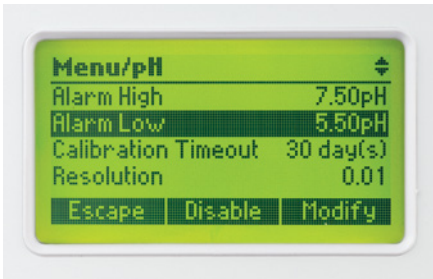 Menu/pH
Alarm High 7.50pH
Alarm Low 5.50pH
Calibration Timeout 30 day(s)
Resolution 0.01
Escape Disable Modify